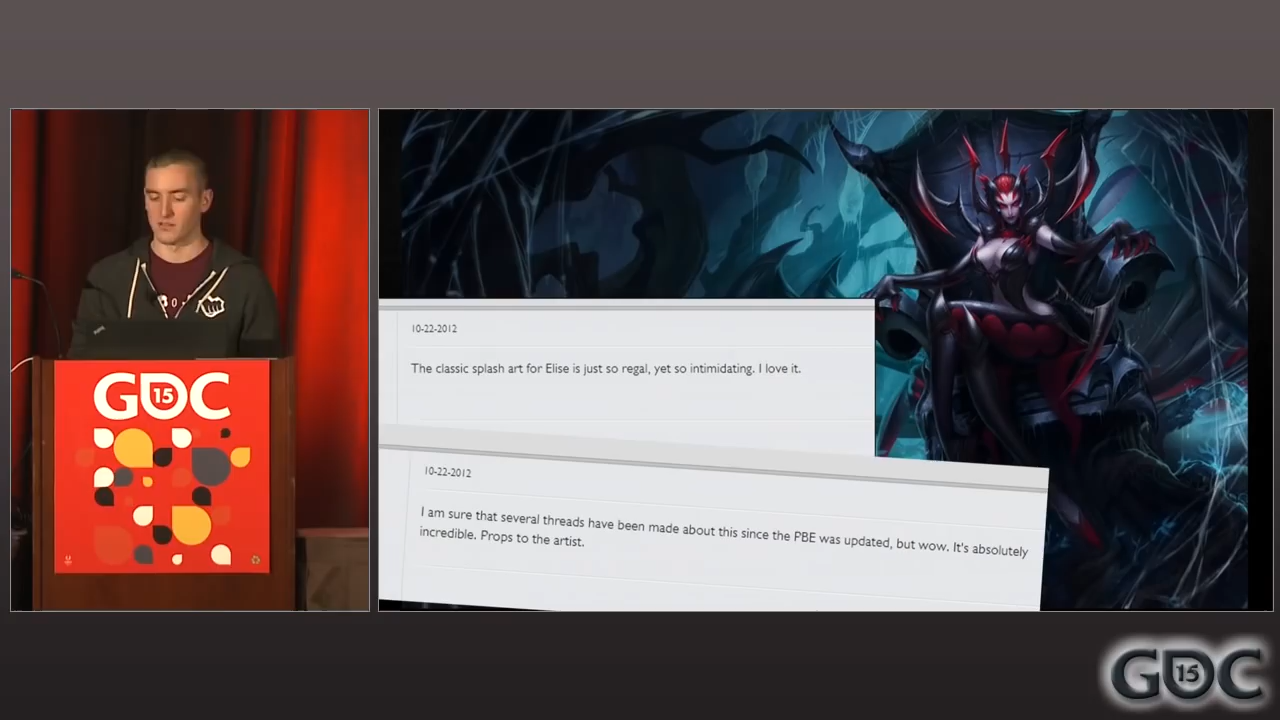 GDC
15
10-22-2012
The classic splash art for Elise is just so regal, yet so intimidating. I love it.
10-22-2012
I am sure that several threads have been made about this since the PBE was updated, but wow. It's absolutely
incredible. Props to the artist.
GDC
15